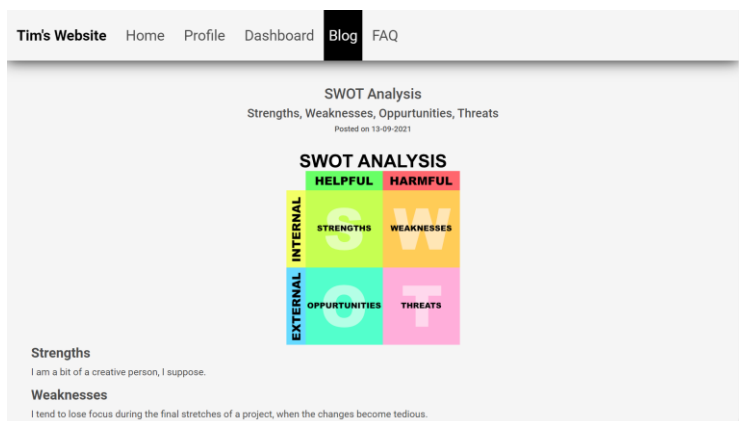 Tim's Website Home Profile Dashboard Blog FAQ
SWOT Analysis
Strengths, Weaknesses, Oppurtunities, Threats
Posted on 13-09-2021
SWOT ANALYSIS
HELPFUL HARMFUL
INTERNAL
S
STRENGTHS
W
WEAKNESSES
EXTERNAL
O
OPPURTUNITIES
T
THREATS
Strengths
I am a bit of a creative person, I suppose.
Weaknesses
I tend to lose focus during the final stretches of a project, when the changes become tedious.